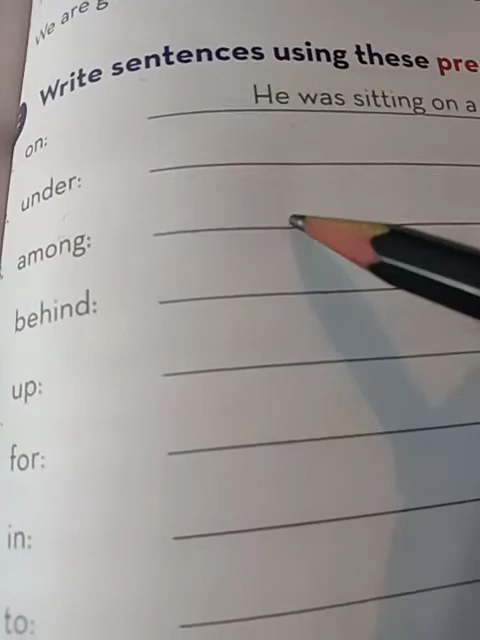 We are g
Write sentences using these pre
He was sitting on a
on:
under:
among:
behind:
up:
for:
in:
to: